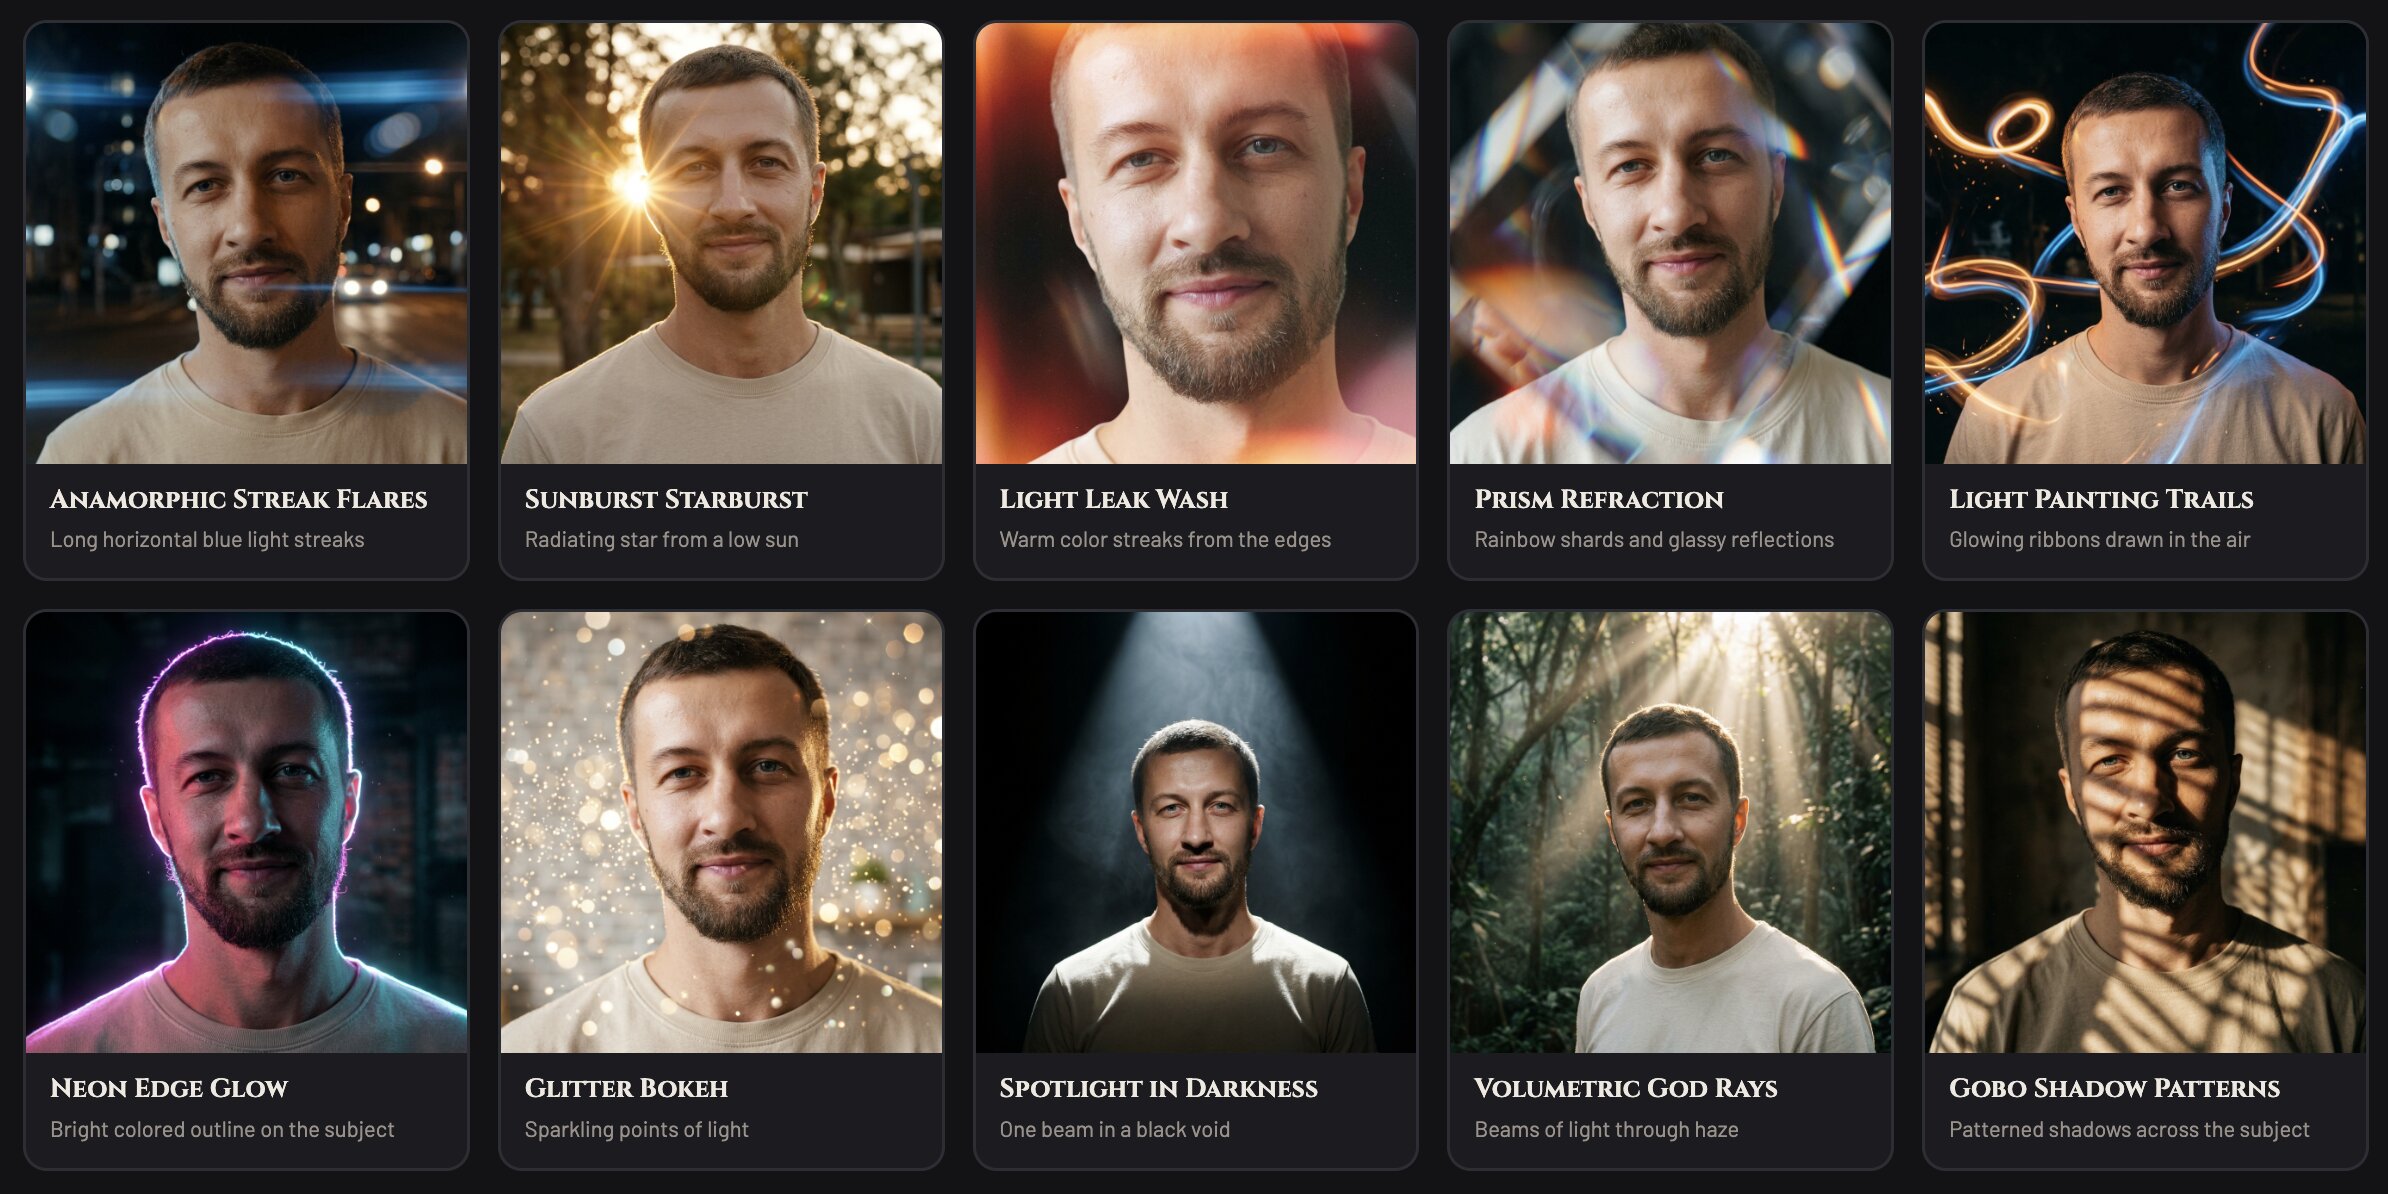 Anamorphic Streak Flares
Long horizontal blue light streaks
Sunburst Starburst
Radiating star from a low sun
Light Leak Wash
Warm color streaks from the edges
Prism Refraction
Rainbow shards and glassy reflections
Light Painting Trails
Glowing ribbons drawn in the air
Neon Edge Glow
Bright colored outline on the subject
Glitter Bokeh
Sparkling points of light
Spotlight in Darkness
One beam in a black void
Volumetric God Rays
Beams of light through haze
Gobo Shadow Patterns
Patterned shadows across the subject